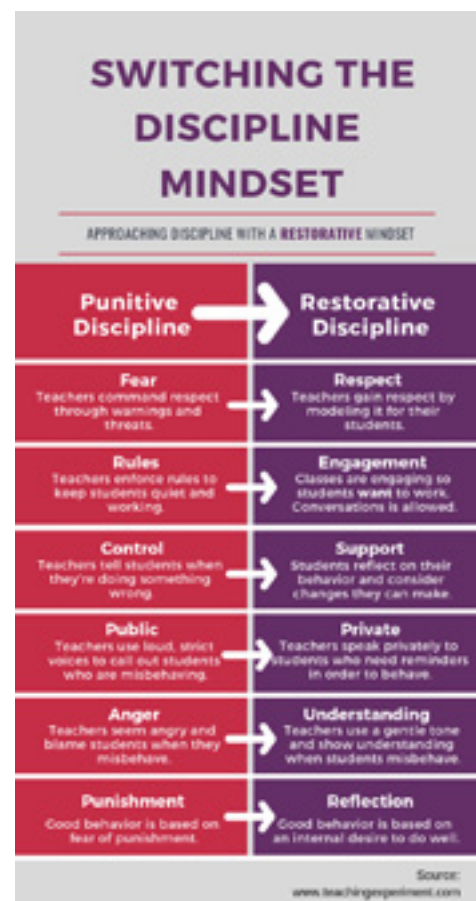 SWITCHING THE
DISCIPLINE
MINDSET
APPROACHING DISCIPLINE WITH A RESTORATIVE MINDSET
Punitive
Discipline
Restorative
Discipline
Fear
Teachers command respect
through warnings and
threats.
Respect
Teachers gain respect by
modeling it for their
students.
Rules
Teachers enforce rules to
keep students quiet and
working.
Engagement
Classes are engaging so
students want to work.
Conversations is allowed.
Control
Teachers tell students when
they're doing something
wrong.
Support
Students reflect on their
behavior and consider
changes they can make.
Public
Teachers use loud, strict
voices to call out students
who are misbehaving.
Private
Teachers speak privately to
students who need reminders
in order to behave.
Anger
Teachers seem angry and
blame students when they
misbehave.
Understanding
Teachers use a gentle tone
and show understanding
when students misbehave.
Punishment
Good behavior is based on
fear of punishment.
Reflection
Good behavior is based on
an internal desire to do well.
Source:
www.teachingexperiment.com